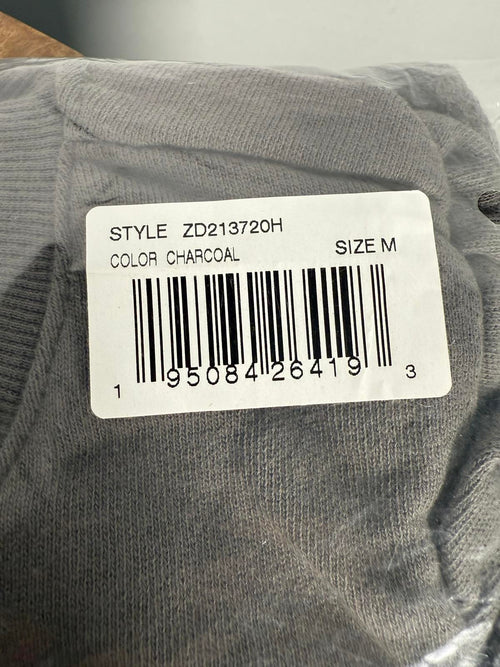 STYLE ZD213720H
COLOR CHARCOAL SIZE M
1 95084 26419 3